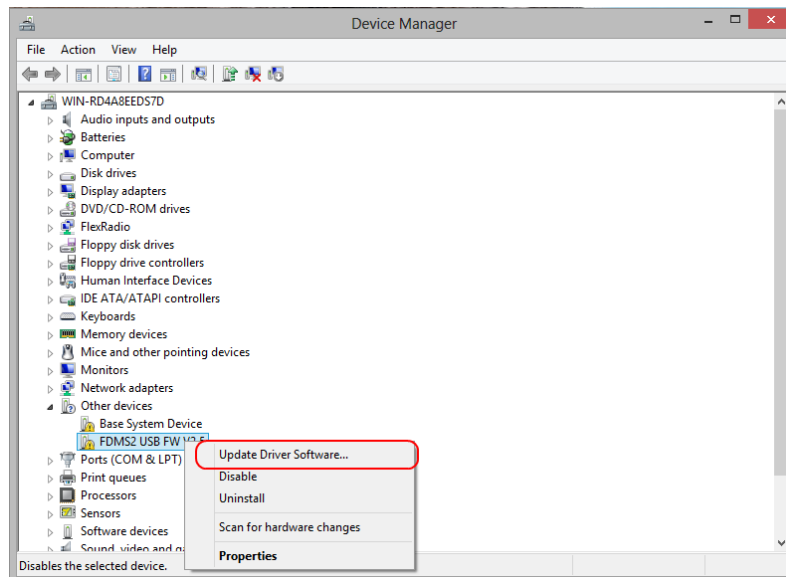 Device Manager
File Action View Help
WIN-RD4A8EEDS7D
Audio inputs and outputs
Batteries
Computer
Disk drives
Display adapters
DVD/CD-ROM drives
FlexRadio
Floppy disk drives
Floppy drive controllers
Human Interface Devices
IDE ATA/ATAPI controllers
Keyboards
Memory devices
Mice and other pointing devices
Monitors
Network adapters
Other devices
Base System Device
FDMS2 USB FW
Update Driver Software...
Ports (COM & LPT)
Disable
Print queues
Uninstall
Processors
Sensors
Scan for hardware changes
Software devices
Sound, video and
Properties
Disables the selected device.